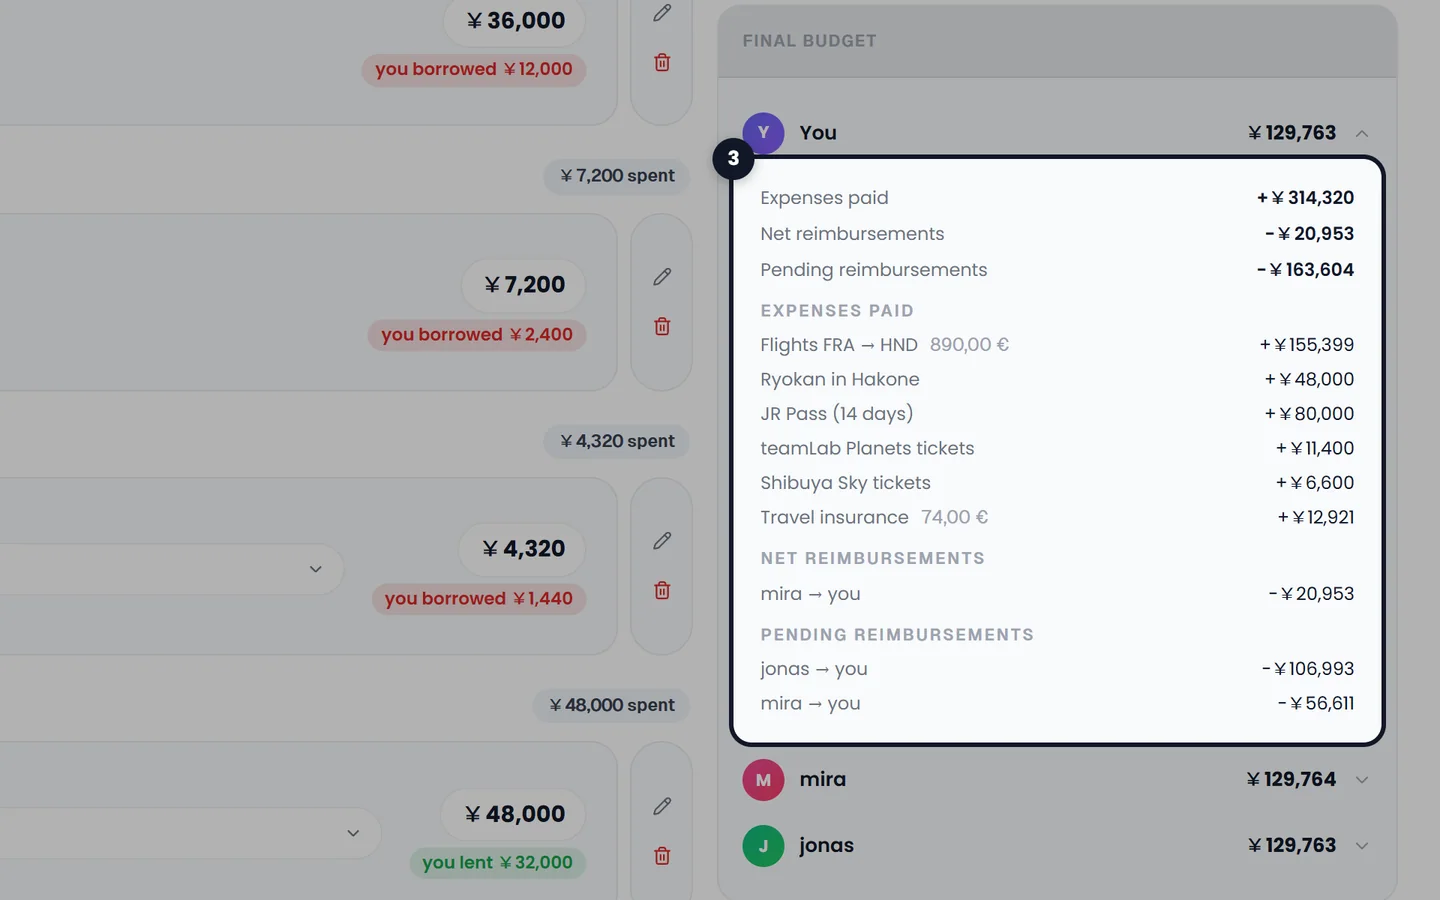 ¥ 36,000
you borrowed ¥ 12,000
¥ 7,200 spent
¥ 7,200
you borrowed ¥ 2,400
¥ 4,320 spent
¥ 4,320
you borrowed ¥ 1,440
¥ 48,000 spent
¥ 48,000
you lent ¥ 32,000
FINAL BUDGET
Y You ¥ 129,763
3
Expenses paid +¥ 314,320
Net reimbursements -¥ 20,953
Pending reimbursements -¥ 163,604
EXPENSES PAID
Flights FRA → HND 890,00 € +¥ 155,399
Ryokan in Hakone +¥ 48,000
JR Pass (14 days) +¥ 80,000
teamLab Planets tickets +¥ 11,400
Shibuya Sky tickets +¥ 6,600
Travel insurance 74,00 € +¥ 12,921
NET REIMBURSEMENTS
mira → you -¥ 20,953
PENDING REIMBURSEMENTS
jonas → you -¥ 106,993
mira → you -¥ 56,611
M mira ¥ 129,764
J jonas ¥ 129,763